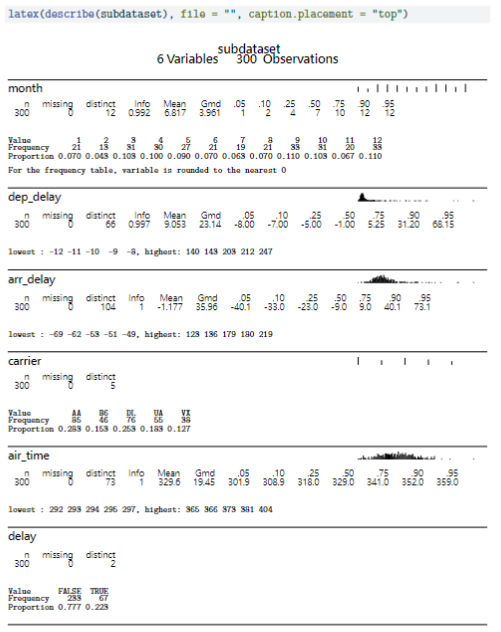 latex(describe(subdataset), file = "", caption.placement = "top")
subdataset
6 Variables 300 Observations
month
n missing distinct Info Mean Gmd .05 .10 .25 .50 .75 .90 .95
300 0 12 0.992 6.817 3.961 1 2 4 7 10 12 12
Value 1 2 3 4 5 6 7 8 9 10 11 12
Frequency 21 13 31 30 27 21 19 21 33 31 20 33
Proportion 0.070 0.043 0.103 0.100 0.090 0.070 0.063 0.070 0.110 0.103 0.067 0.110
For the frequency table, variable is rounded to the nearest 0
dep_delay
n missing distinct Info Mean Gmd .05 .10 .25 .50 .75 .90 .95
300 0 66 0.997 9.053 23.14 -8.00 -7.00 -5.00 -1.00 5.25 31.20 68.15
lowest : -12 -11 -10 -9 -8, highest: 140 143 203 212 247
arr_delay
n missing distinct Info Mean Gmd .05 .10 .25 .50 .75 .90 .95
300 0 104 1 -1.177 35.96 -40.1 -33.0 -23.0 -9.0 9.0 40.1 73.1
lowest : -69 -62 -53 -51 -49, highest: 123 136 179 180 219
carrier
n missing distinct
300 0 5
Value AA B6 DL UA VX
Frequency 85 46 76 55 38
Proportion 0.283 0.153 0.253 0.183 0.127
air_time
n missing distinct Info Mean Gmd .05 .10 .25 .50 .75 .90 .95
300 0 73 1 329.6 19.45 301.9 308.9 318.0 329.0 341.0 352.0 359.0
lowest : 292 293 294 295 297, highest: 365 366 373 381 404
delay
n missing distinct
300 0 2
Value FALSE TRUE
Frequency 233 67
Proportion 0.777 0.223